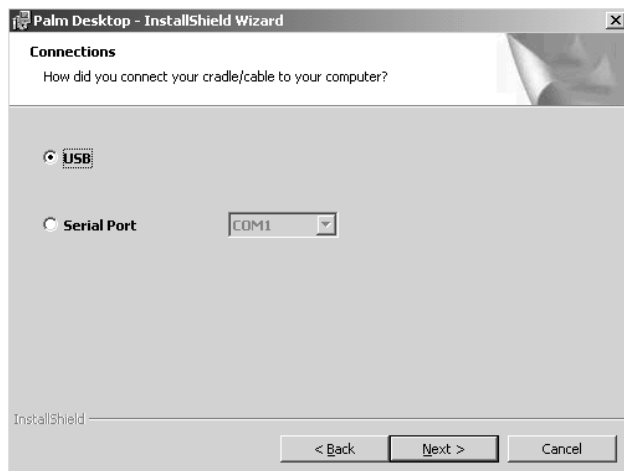 Palm Desktop - InstallShield Wizard
Connections
How did you connect your cradle/cable to your computer?
USB
Serial Port COM1
InstallShield
< Back Next > Cancel